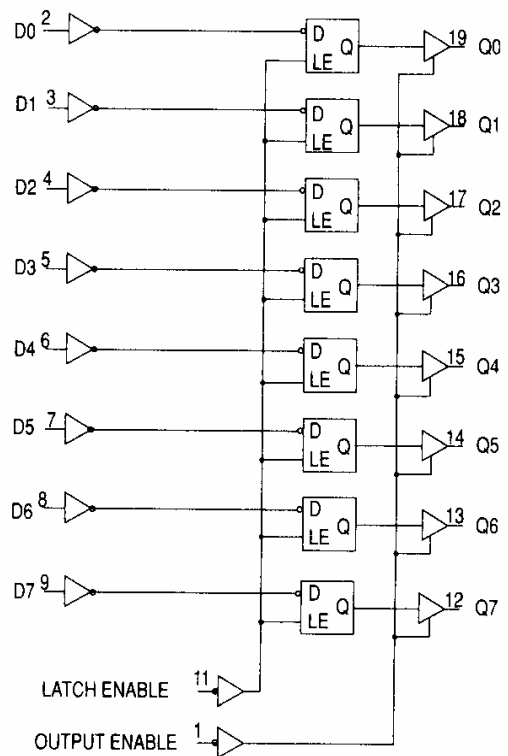 D0 2 D Q LE 19 Q0
D1 3 D Q LE 18 Q1
D2 4 D Q LE 17 Q2
D3 5 D Q LE 16 Q3
D4 6 D Q LE 15 Q4
D5 7 D Q LE 14 Q5
D6 8 D Q LE 13 Q6
D7 9 D Q LE 12 Q7
LATCH ENABLE 11
OUTPUT ENABLE 1